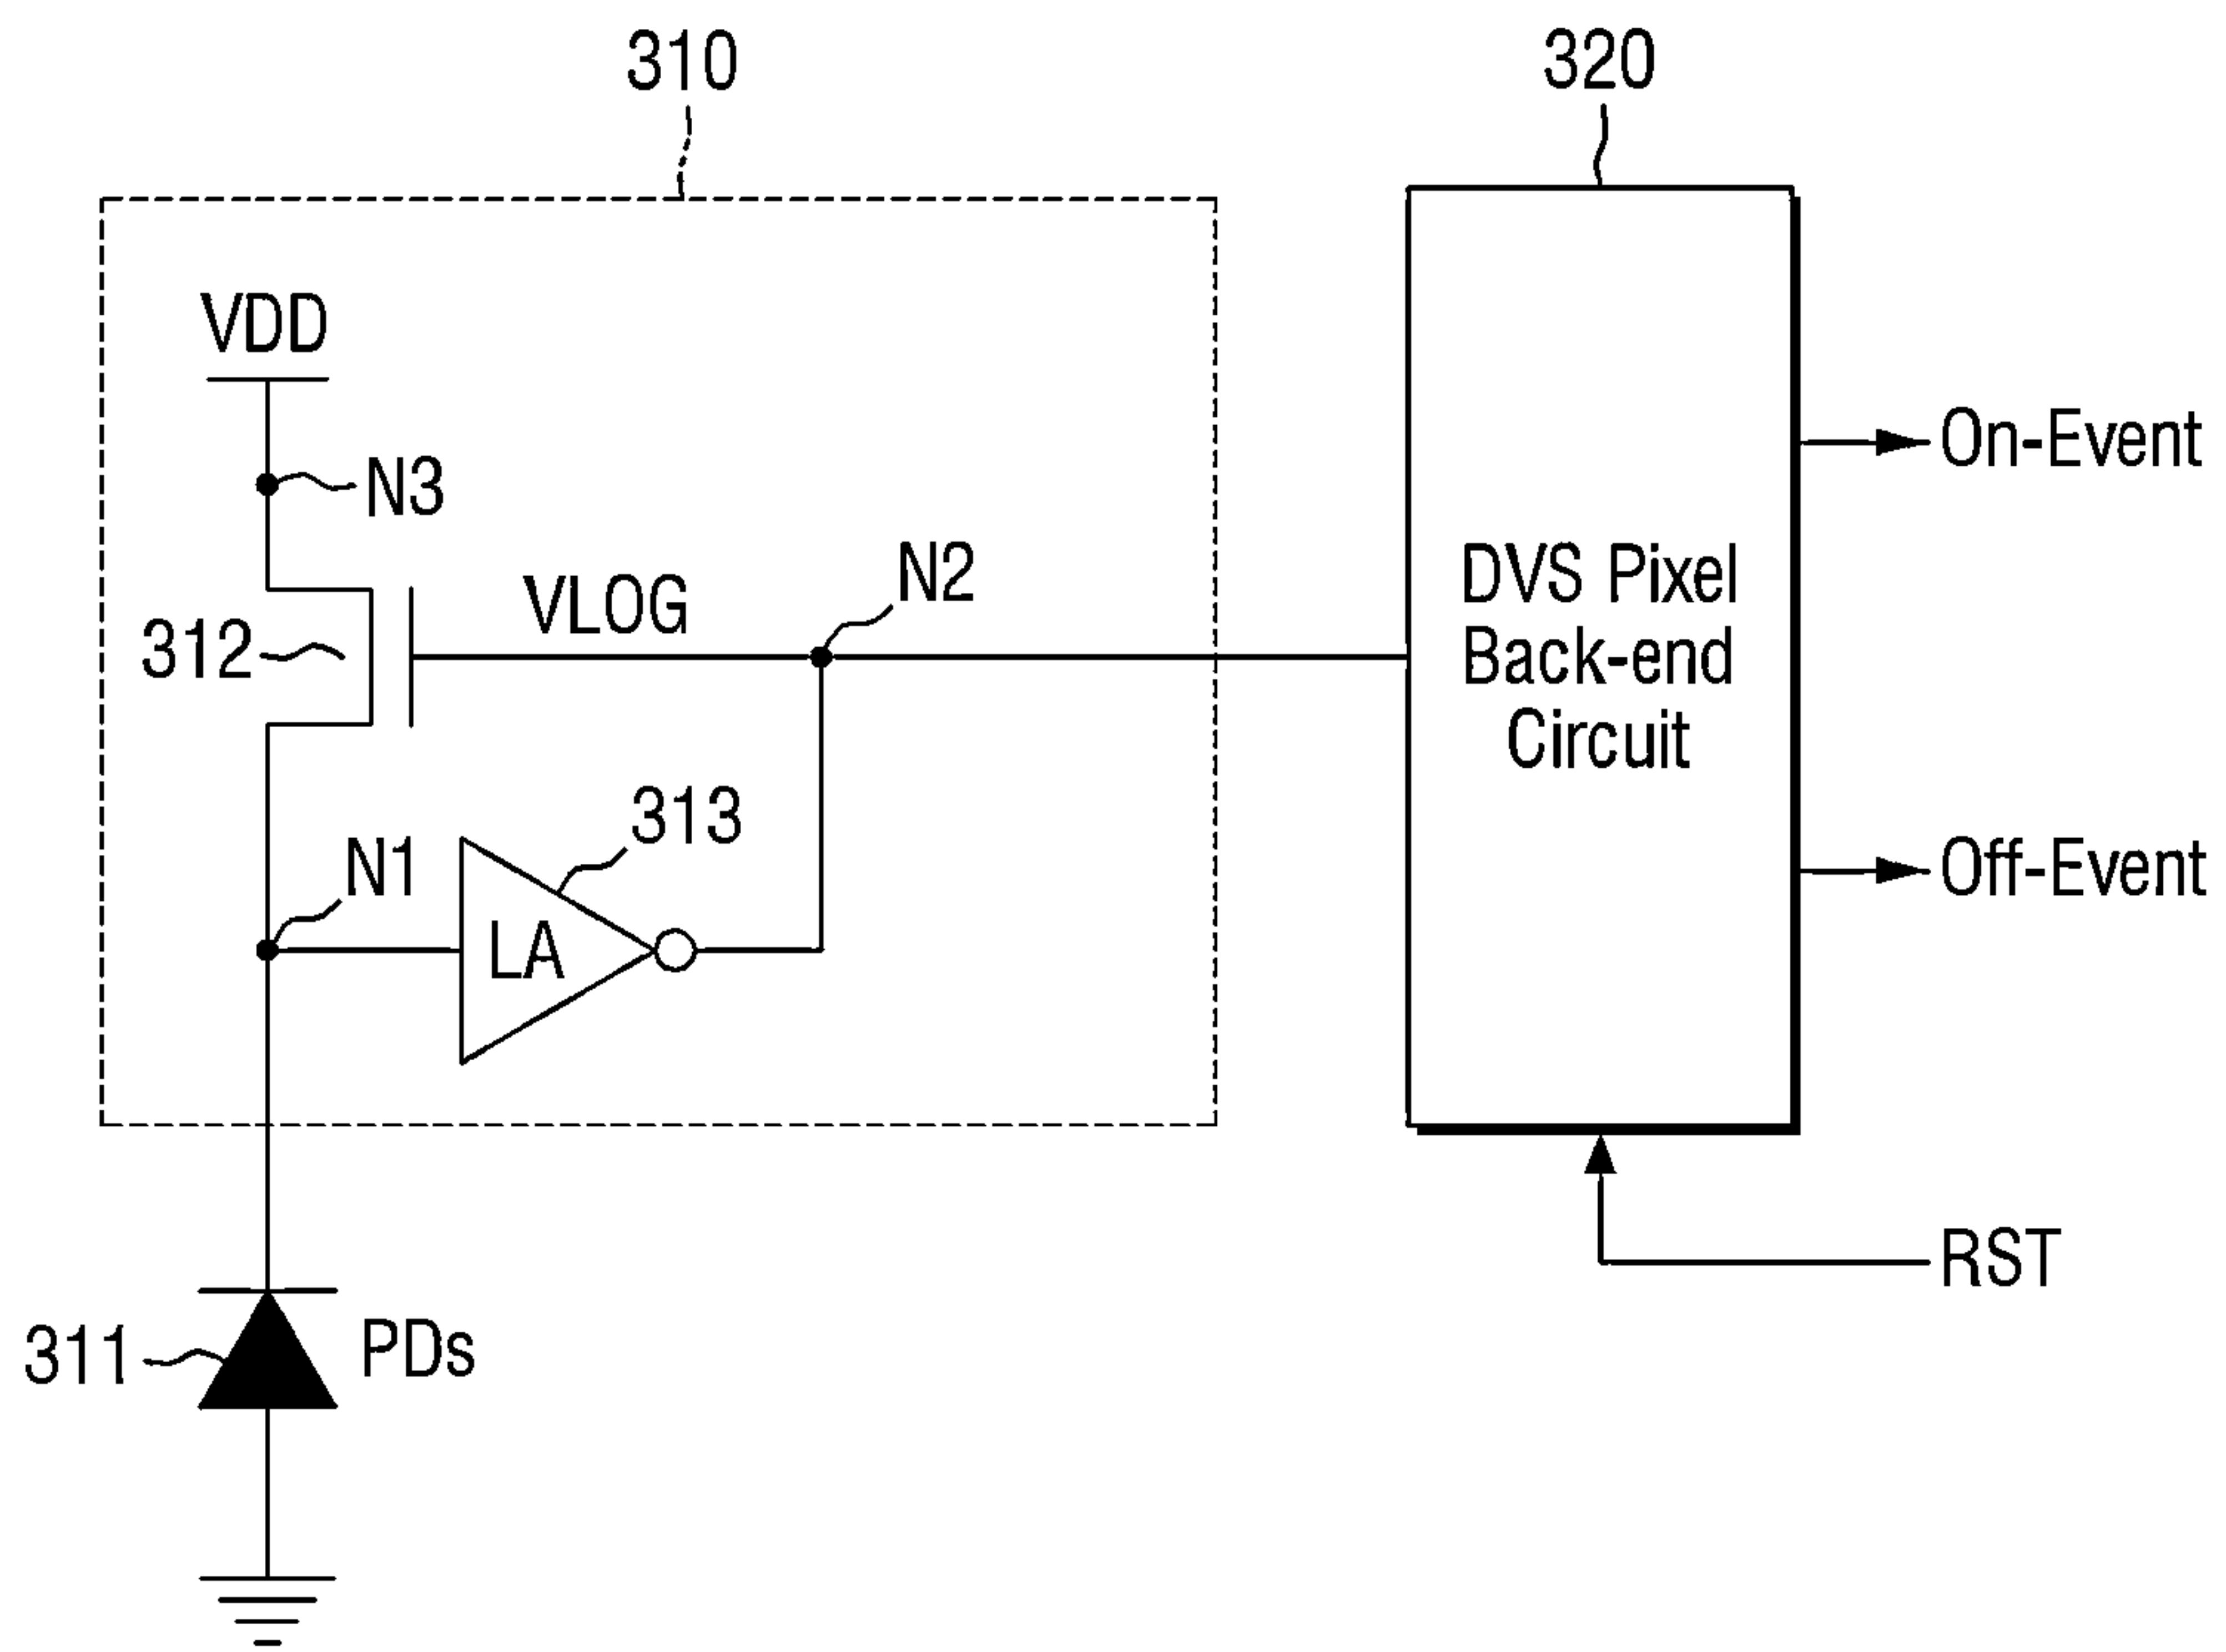 310
320
VDD
N3
On-Event
N2
VLOG
312
DVS Pixel
Back-end
Circuit
313
N1
LA
Off-Event
RST
311
PDs